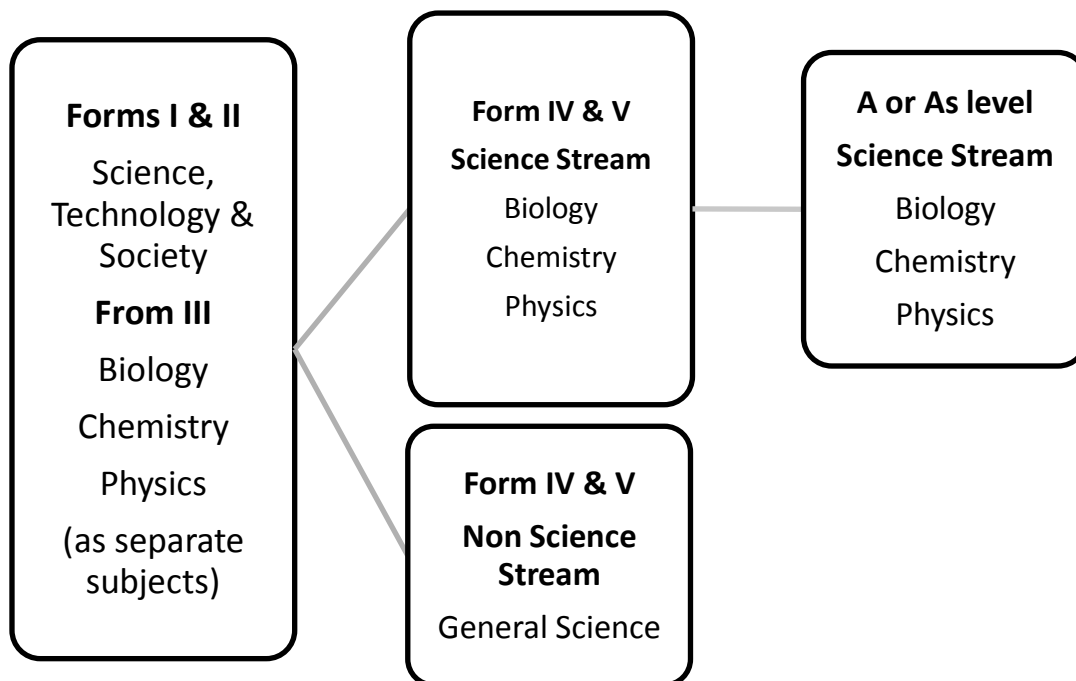 Forms I & II
Science,
Technology &
Society
From III
Biology
Chemistry
Physics
(as separate
subjects)
Form IV & V
Science Stream
Biology
Chemistry
Physics
Form IV & V
Non Science
Stream
General Science
A or As level
Science Stream
Biology
Chemistry
Physics